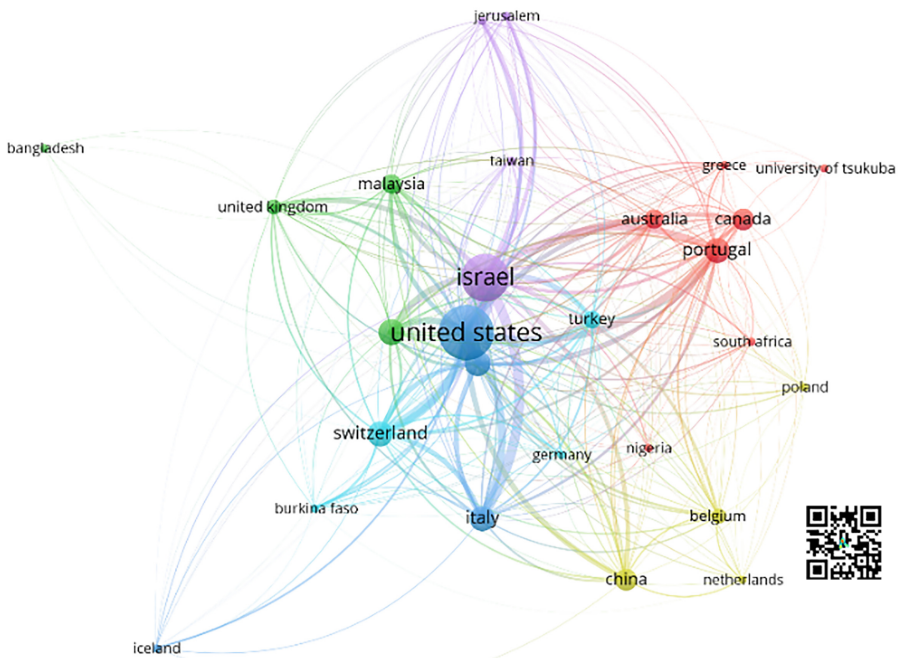 jerusalem
bangladesh
taiwan
greece
university of tsukuba
malaysia
united kingdom
australia
canada
portugal
israel
turkey
united states
south africa
poland
switzerland
nigeria
germany
burkina faso
italy
belgium
china
netherlands
iceland